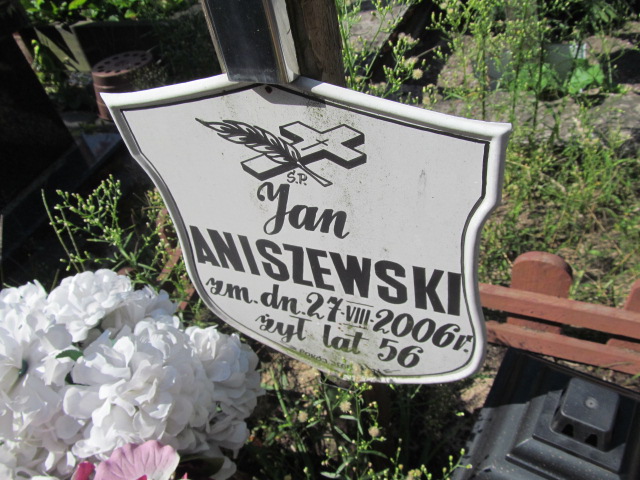 Ś.P.
Jan
ANISZEWSKI
zm. dn. 27-VIII-2006r.
żył lat 56